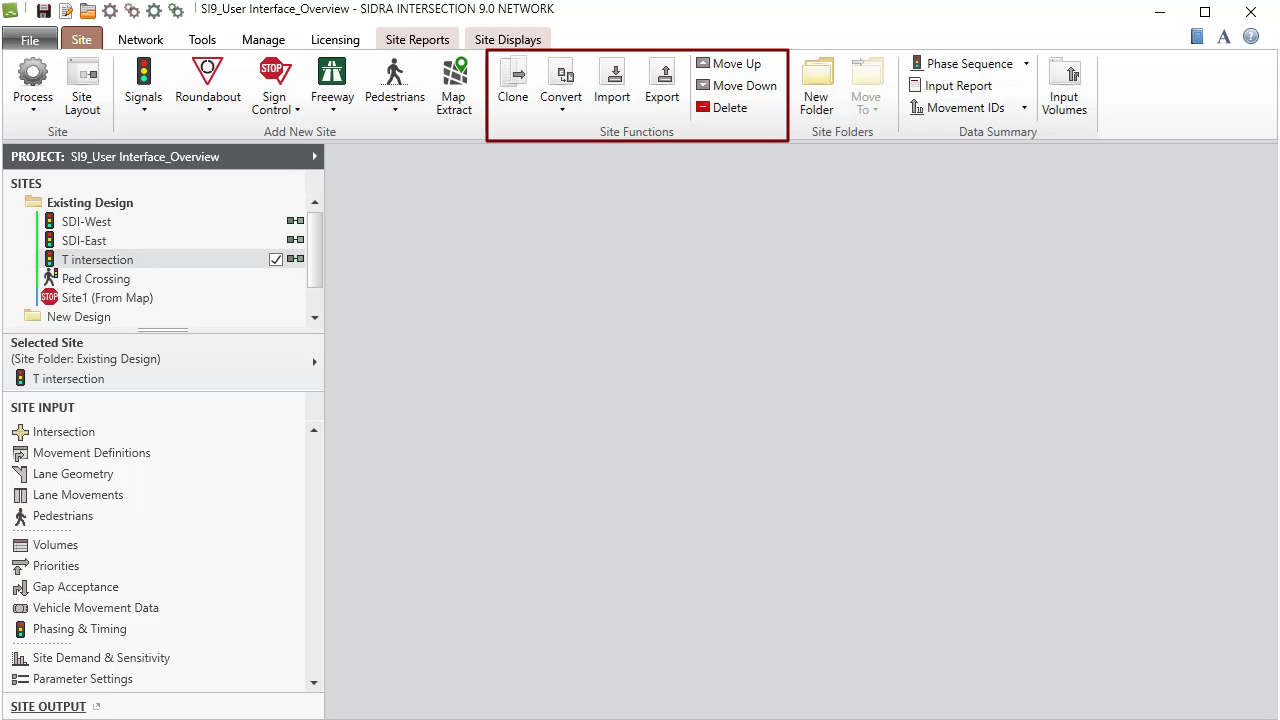 SI9_User Interface_Overview - SIDRA INTERSECTION 9.0 NETWORK
File Site Network Tools Manage Licensing Site Reports Site Displays
Process Site Layout
Site
Signals Roundabout Sign Control Freeway Pedestrians Map Extract
Add New Site
Clone Convert Import Export
Move Up
Move Down
Delete
Site Functions
New Folder Move To
Site Folders
Phase Sequence
Input Report
Movement IDs
Input Volumes
Data Summary
PROJECT: SI9_User Interface_Overview
SITES
Existing Design
SDI-West
SDI-East
T intersection
Ped Crossing
STOP Site1 (From Map)
New Design
Selected Site
(Site Folder: Existing Design)
T intersection
SITE INPUT
Intersection
Movement Definitions
Lane Geometry
Lane Movements
Pedestrians
Volumes
Priorities
Gap Acceptance
Vehicle Movement Data
Phasing & Timing
Site Demand & Sensitivity
Parameter Settings
SITE OUTPUT